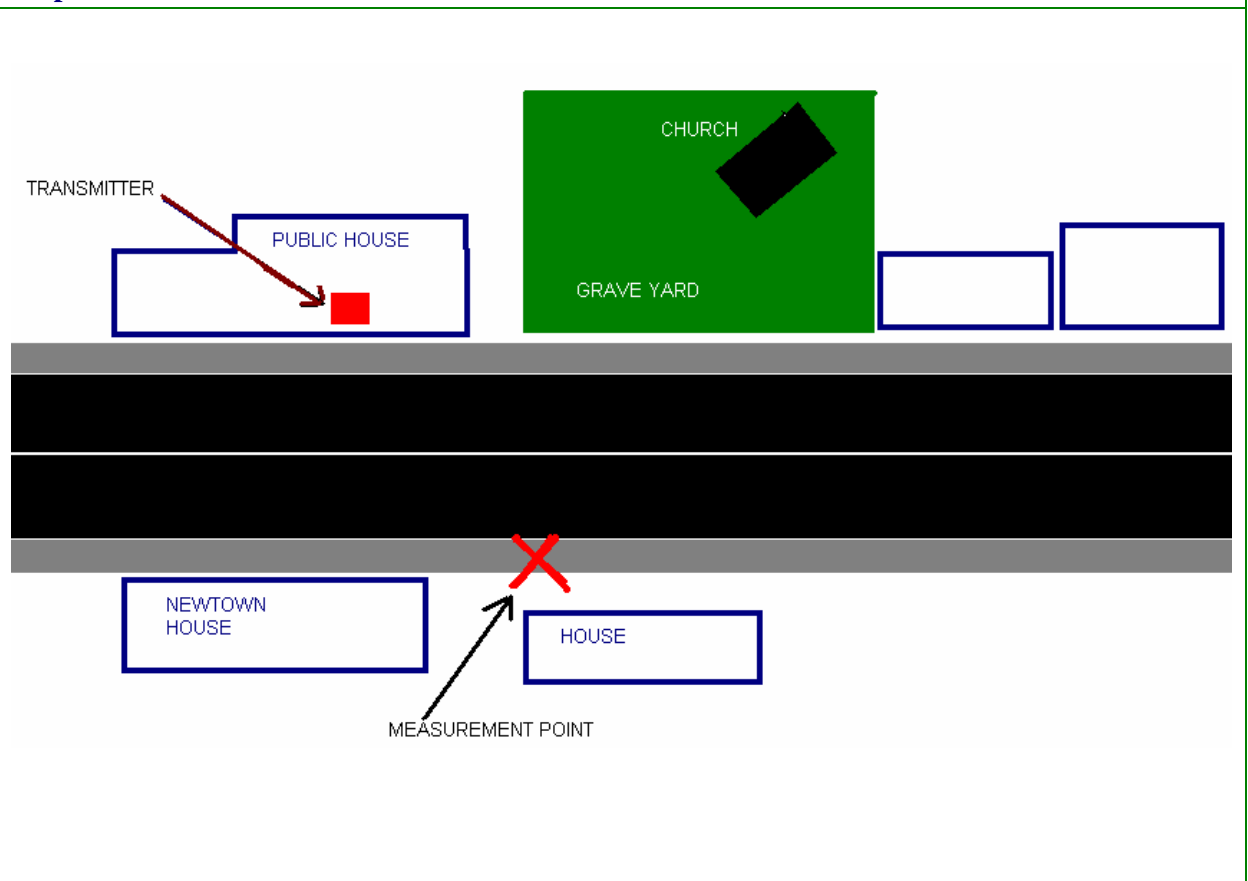 CHURCH
TRANSMITTER
PUBLIC HOUSE
GRAVE YARD
NEWTOWN
HOUSE
HOUSE
MEASUREMENT POINT